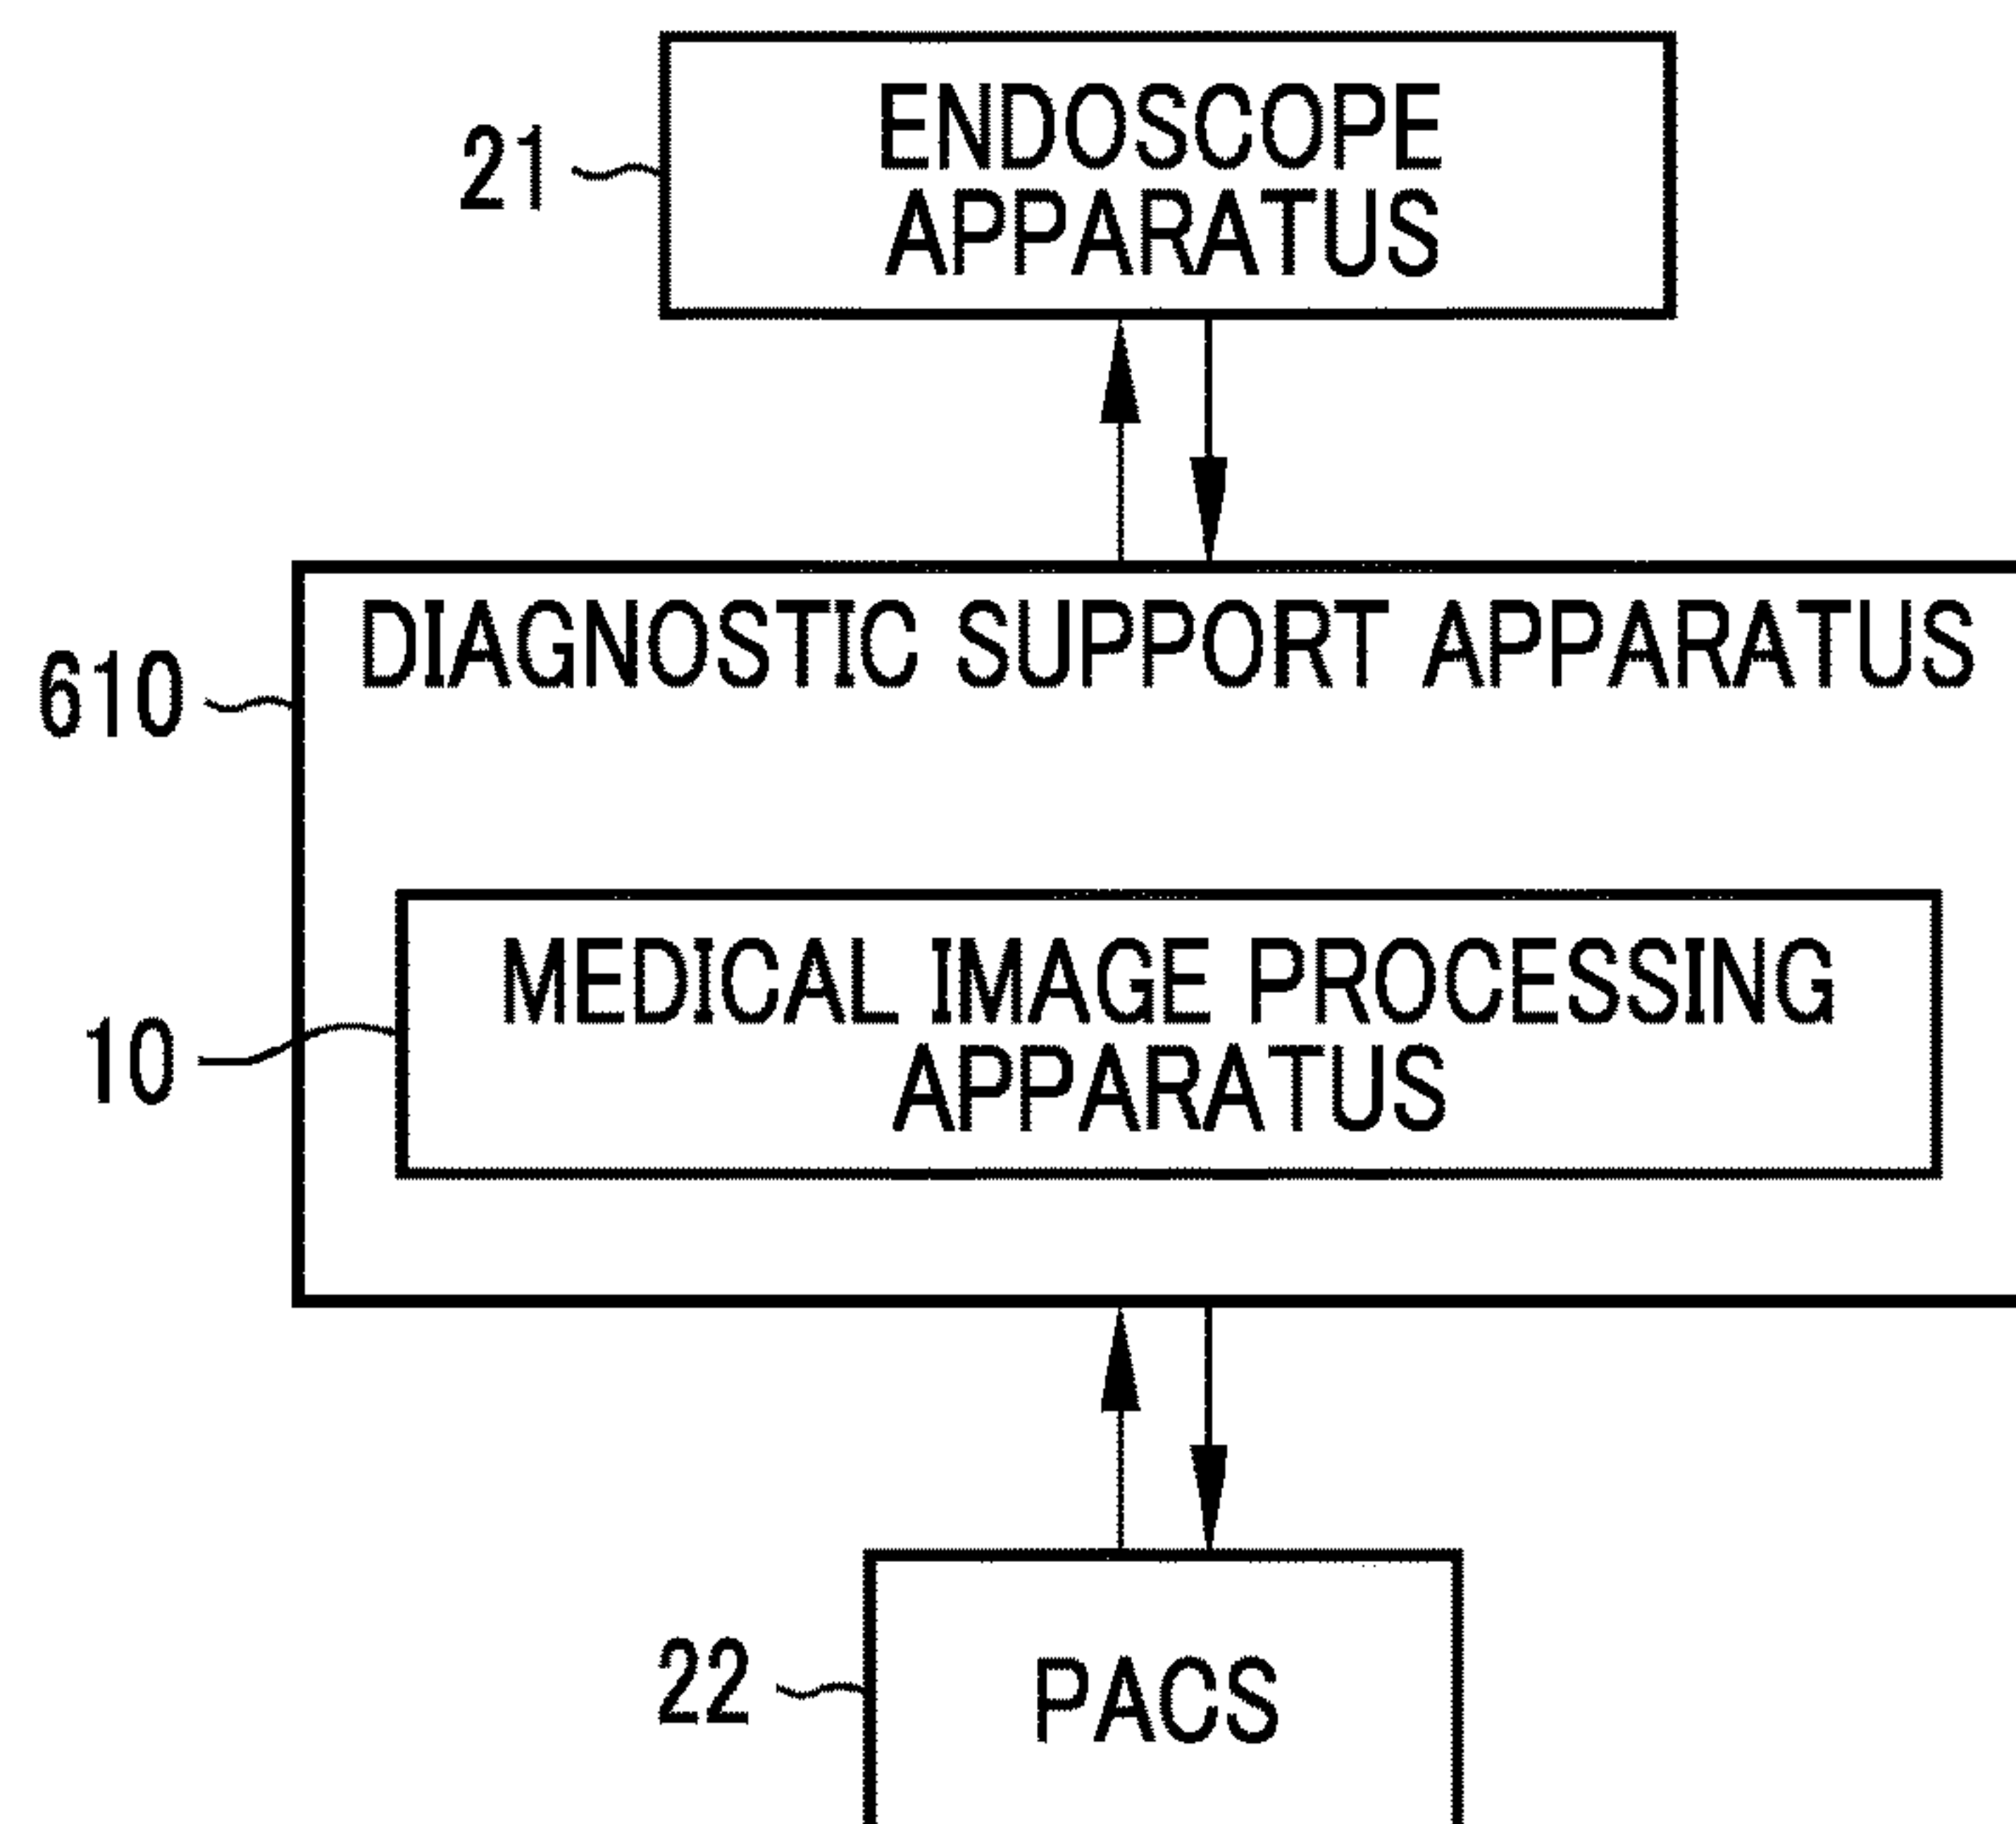 21
ENDOSCOPE
APPARATUS
610
DIAGNOSTIC SUPPORT APPARATUS
10
MEDICAL IMAGE PROCESSING
APPARATUS
22
PACS